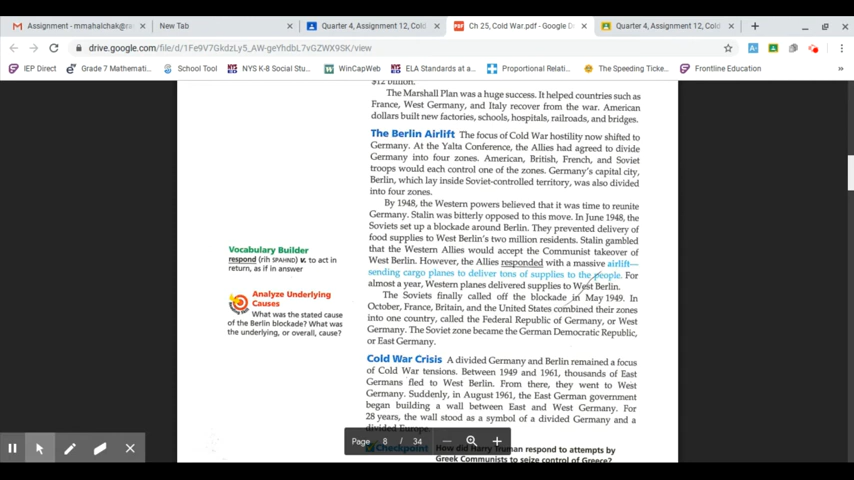 Assignment - mmahalchak@ra
New Tab
Quarter 4, Assignment 12, Cold
Ch 25, Cold War.pdf - Google D
Quarter 4, Assignment 12, Cold
drive.google.com/file/d/1Fe9V7GkdzLy5_AW-geYhdbL7vGZWX9SK/view
IEP Direct
Grade 7 Mathemati...
School Tool
NYS K-8 Social Stu...
WinCapWeb
ELA Standards at a...
Proportional Relatio...
The Speeding Ticke...
Frontline Education
$12 billion.
The Marshall Plan was a huge success. It helped countries such as
France, West Germany, and Italy recover from the war. American
dollars built new factories, schools, hospitals, railroads, and bridges.
The Berlin Airlift The focus of Cold War hostility now shifted to
Germany. At the Yalta Conference, the Allies had agreed to divide
Germany into four zones. American, British, French, and Soviet
troops would each control one of the zones. Germany's capital city,
Berlin, which lay inside Soviet-controlled territory, was also divided
into four zones.
By 1948, the Western powers believed that it was time to reunite
Germany. Stalin was bitterly opposed to this move. In June 1948, the
Soviets set up a blockade around Berlin. They prevented delivery of
food supplies to West Berlin's two million residents. Stalin gambled
that the Western Allies would accept the Communist takeover of
West Berlin. However, the Allies responded with a massive airlift—
sending cargo planes to deliver tons of supplies to the people. For
almost a year, Western planes delivered supplies to West Berlin.
The Soviets finally called off the blockade in May 1949. In
October, France, Britain, and the United States combined their zones
into one country, called the Federal Republic of Germany, or West
Germany. The Soviet zone became the German Democratic Republic,
or East Germany.
Vocabulary Builder
respond (rih SPAHND) v. to act in
return, as if in answer
Analyze Underlying
Causes
What was the stated cause
of the Berlin blockade? What was
the underlying, or overall, cause?
Cold War Crisis A divided Germany and Berlin remained a focus
of Cold War tensions. Between 1949 and 1961, thousands of East
Germans fled to West Berlin. From there, they went to West
Germany. Suddenly, in August 1961, the East German government
began building a wall between East and West Germany. For
28 years, the wall stood as a symbol of a divided Germany and a
divided Europe.
Page 8 / 34
Checkpoint How did Harry Truman respond to attempts by
Greek Communists to seize control of Greece?